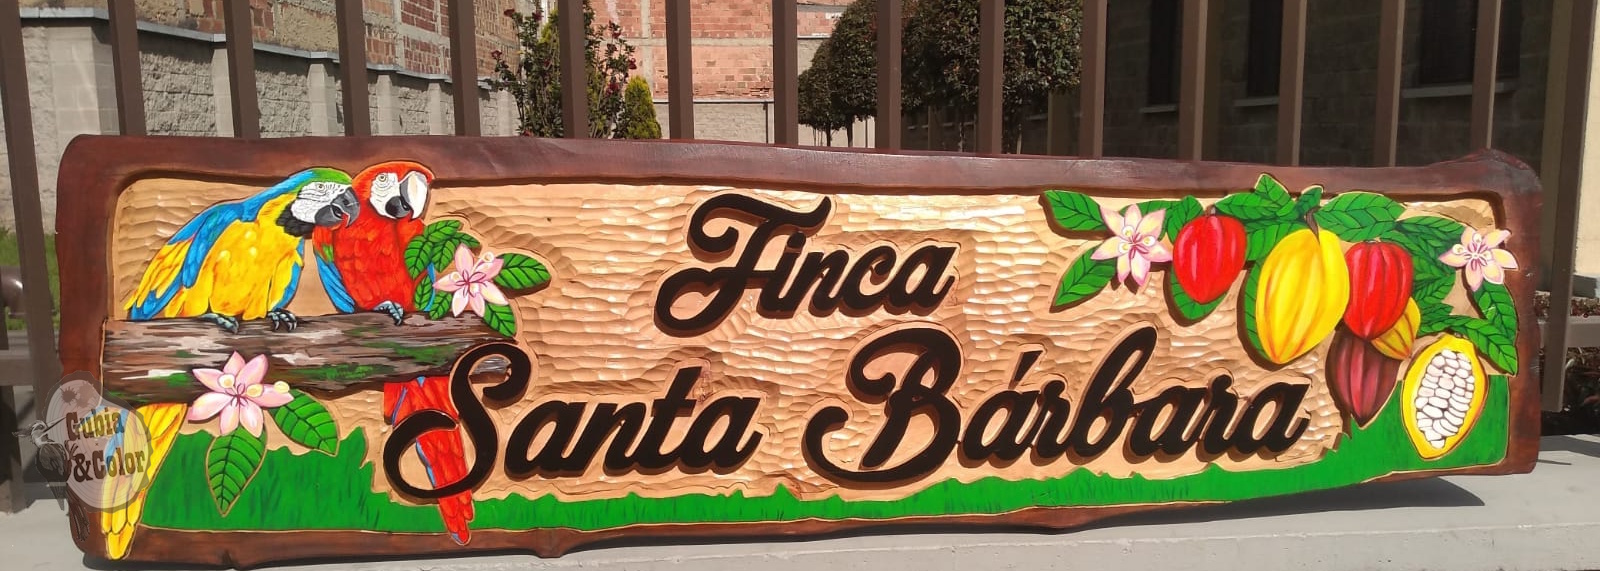 Finca
Santa Bárbara
Gubia
&Color